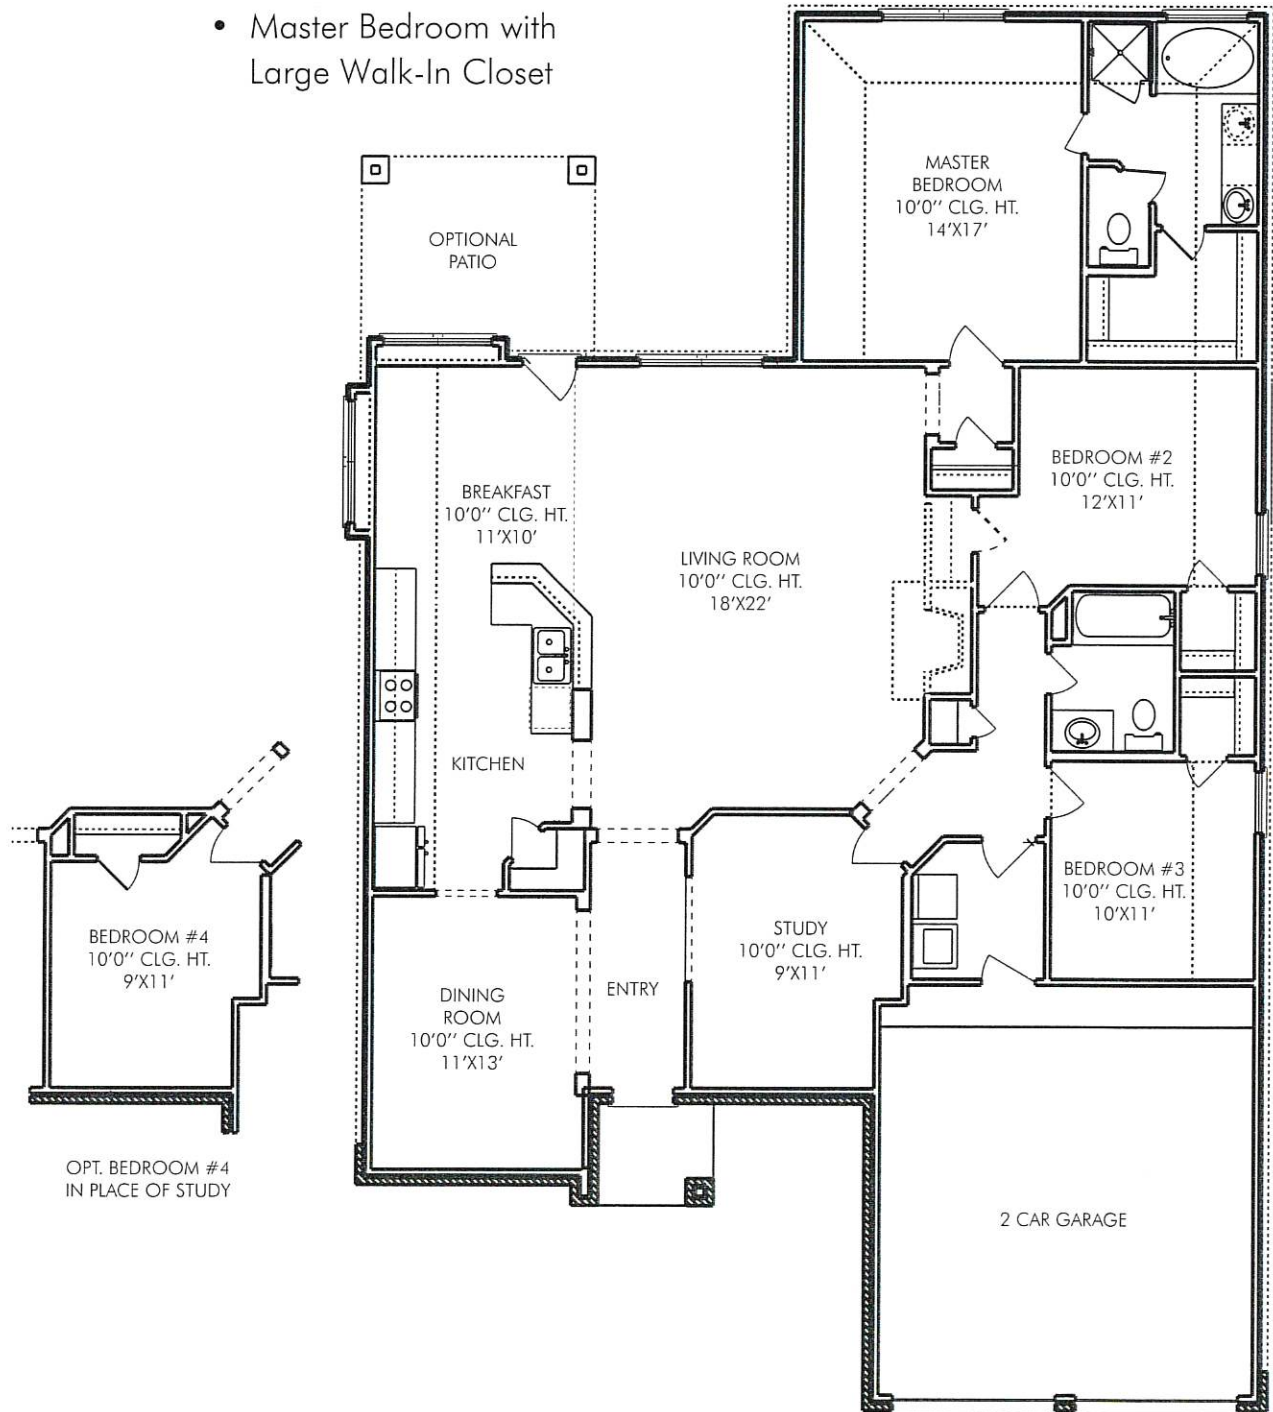 • Master Bedroom with
Large Walk-In Closet
MASTER
BEDROOM
10'0'' CLG. HT.
14'X17'
OPTIONAL
PATIO
BREAKFAST
10'0'' CLG. HT.
11'X10'
LIVING ROOM
10'0'' CLG. HT.
18'X22'
BEDROOM #2
10'0'' CLG. HT.
12'X11'
KITCHEN
BEDROOM #3
10'0'' CLG. HT.
10'X11'
STUDY
10'0'' CLG. HT.
9'X11'
BEDROOM #4
10'0'' CLG. HT.
9'X11'
ENTRY
DINING
ROOM
10'0'' CLG. HT.
11'X13'
OPT. BEDROOM #4
IN PLACE OF STUDY
2 CAR GARAGE